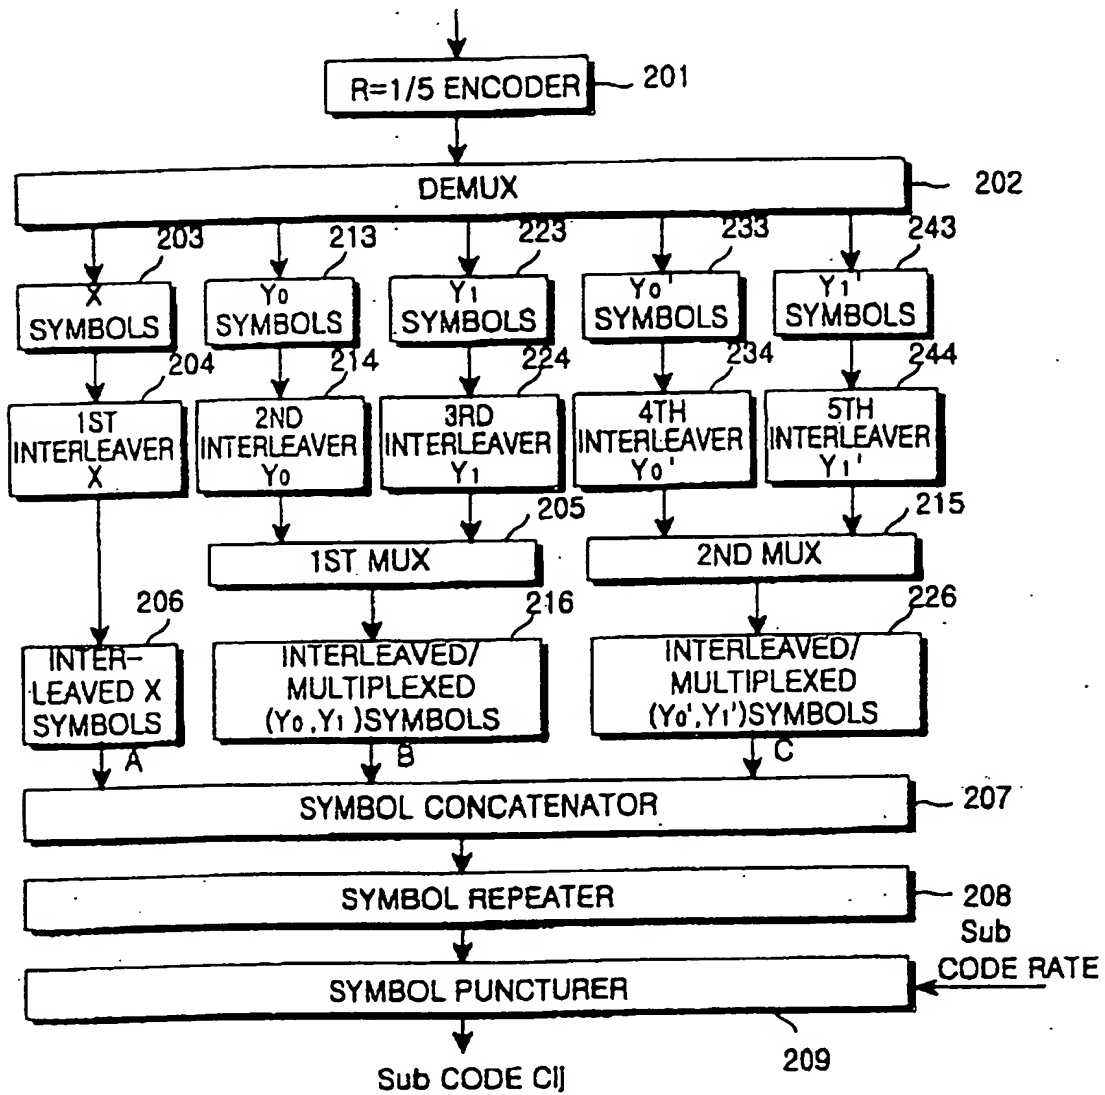 R=1/5 ENCODER
201
DEMUX
202
203
213
223
233
243
X
SYMBOLS
Y0
SYMBOLS
Y1
SYMBOLS
Y0'
SYMBOLS
Y1'
SYMBOLS
204
214
224
234
244
1ST
INTERLEAVER
X
2ND
INTERLEAVER
Y0
3RD
INTERLEAVER
Y1
4TH
INTERLEAVER
Y0'
5TH
INTERLEAVER
Y1'
205
215
1ST MUX
2ND MUX
206
216
226
INTER-
LEAVED X
SYMBOLS
INTERLEAVED/
MULTIPLEXED
(Y0,Y1)SYMBOLS
INTERLEAVED/
MULTIPLEXED
(Y0',Y1')SYMBOLS
A
B
C
SYMBOL CONCATENATOR
207
SYMBOL REPEATER
208
Sub
CODE RATE
SYMBOL PUNCTURER
209
Sub CODE Cij